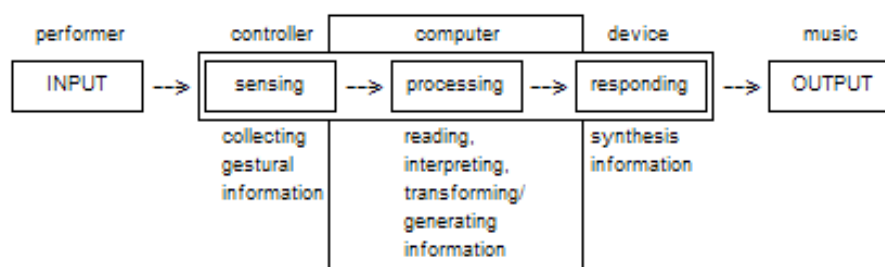 performer controller computer device music
INPUT --> sensing --> processing --> responding --> OUTPUT
collecting reading, synthesis
gestural interpreting, information
information transforming/
generating
information